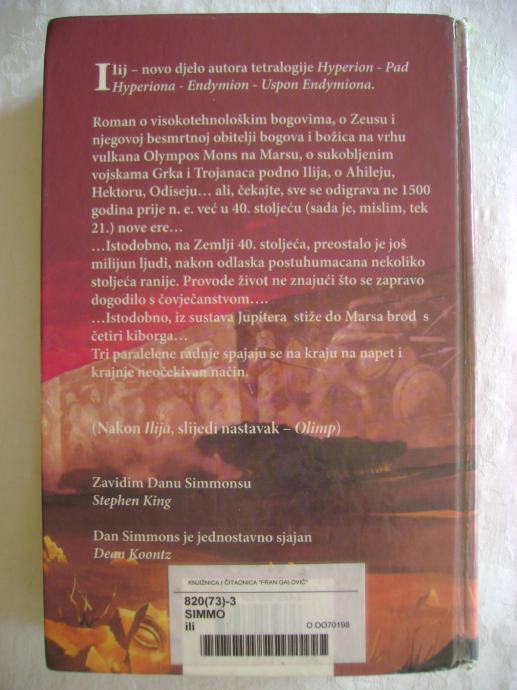 Ilij – novo djelo autora tetralogije Hyperion - Pad
Hyperiona - Endymion - Uspon Endymiona.
Roman o visokotehnološkim bogovima, o Zeusu i
njegovoj besmrtnoj obitelji bogova i božica na vrhu
vulkana Olympos Mons na Marsu, o sukobljenim
vojskama Grka i Trojanaca podno Ilija, o Ahileju,
Hektoru, Odiseju… ali, čekajte, sve se odigrava ne 1500
godina prije n. e. već u 40. stoljeću (sada je, mislim, tek
21.) nove ere…
…Istodobno, na Zemlji 40. stoljeća, preostalo je još
milijun ljudi, nakon odlaska postuhumacana nekoliko
stoljeća ranije. Provode život ne znajući što se zapravo
dogodilo s čovječanstvom….
…Istodobno, iz sustava Jupitera stiže do Marsa brod s
četiri kiborga…
Tri paralelene radnje spajaju se na kraju na napet i
krajnje neočekivan način.
(Nakon Ilija, slijedi nastavak – Olimp)
Zavidim Danu Simmonsu
Stephen King
Dan Simmons je jednostavno sjajan
Dean Koontz
KNJIŽNICA I ČITAONICA "FRAN GALOVIĆ"
820(73)-3
SIMMO
ili
O OO70198